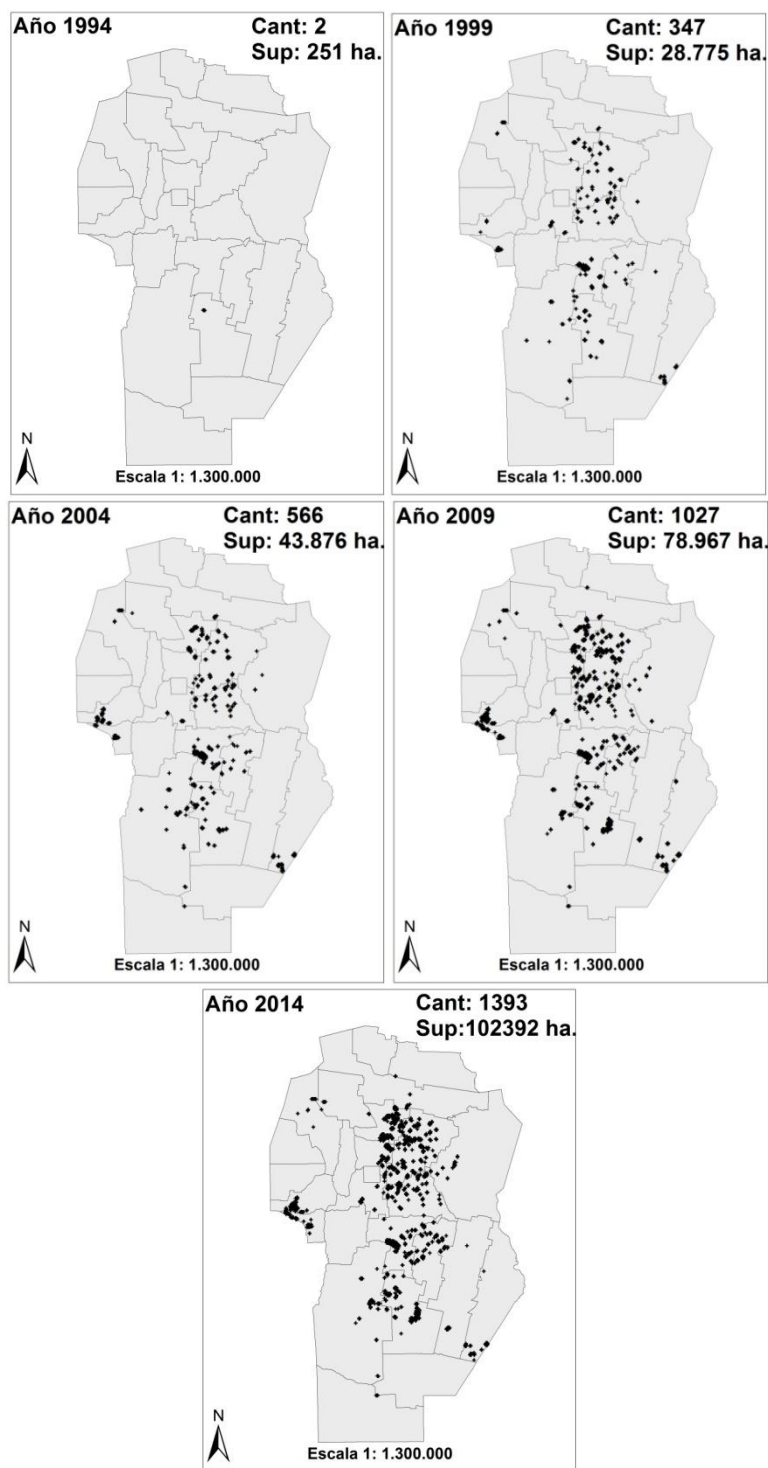 Año 1994
Cant: 2
Sup: 251 ha.
N
Escala 1: 1.300.000
Año 1999
Cant: 347
Sup: 28.775 ha.
N
Escala 1: 1.300.000
Año 2004
Cant: 566
Sup: 43.876 ha.
N
Escala 1: 1.300.000
Año 2009
Cant: 1027
Sup: 78.967 ha.
N
Escala 1: 1.300.000
Año 2014
Cant: 1393
Sup:102392 ha.
N
Escala 1: 1.300.000